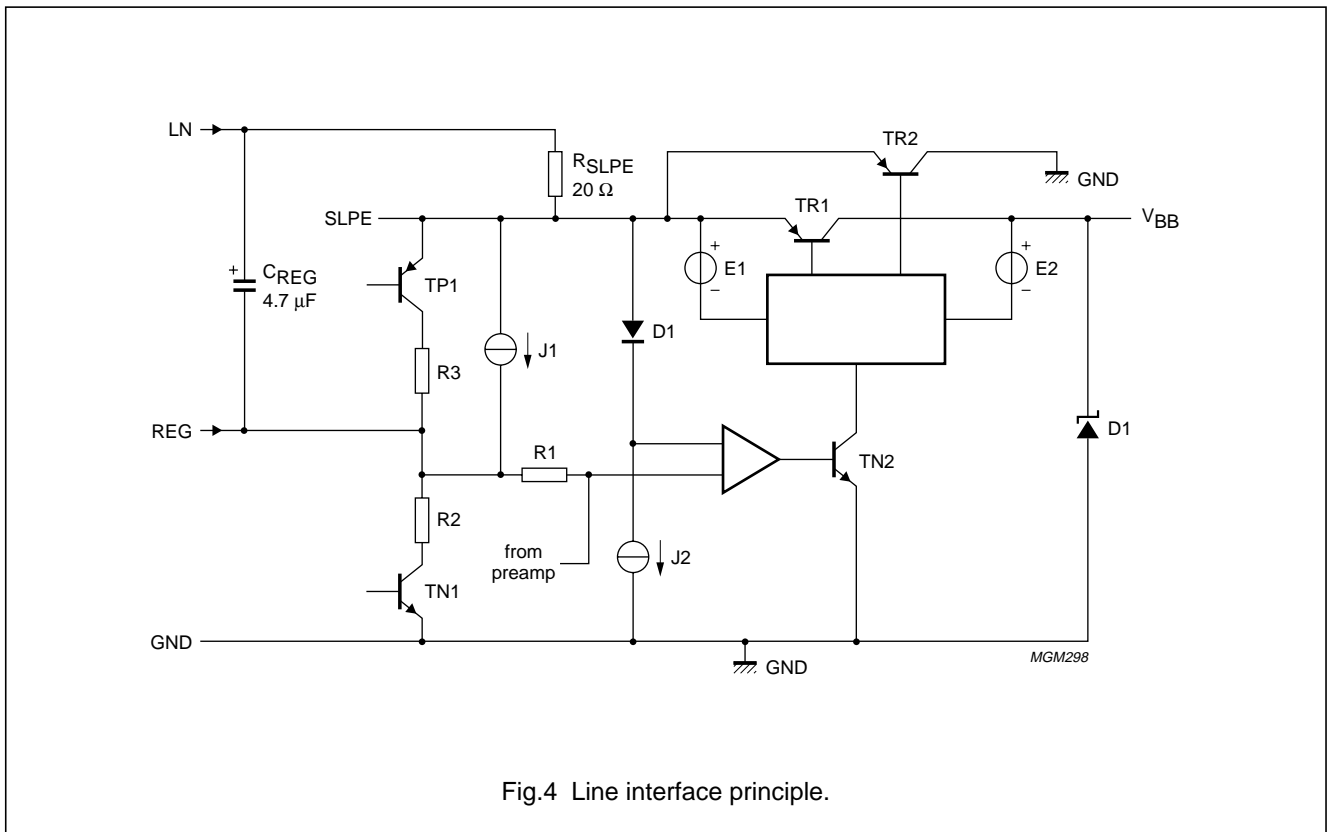 LN
TR2
R_SLPE
20 Ω
GND
SLPE
TR1
V_BB
+
+
+
C_REG
4.7 μF
TP1
E1
E2
−
−
D1
J1
R3
REG
D1
R1
TN2
R2
from
preamp
J2
TN1
GND
GND
MGM298
Fig.4 Line interface principle.